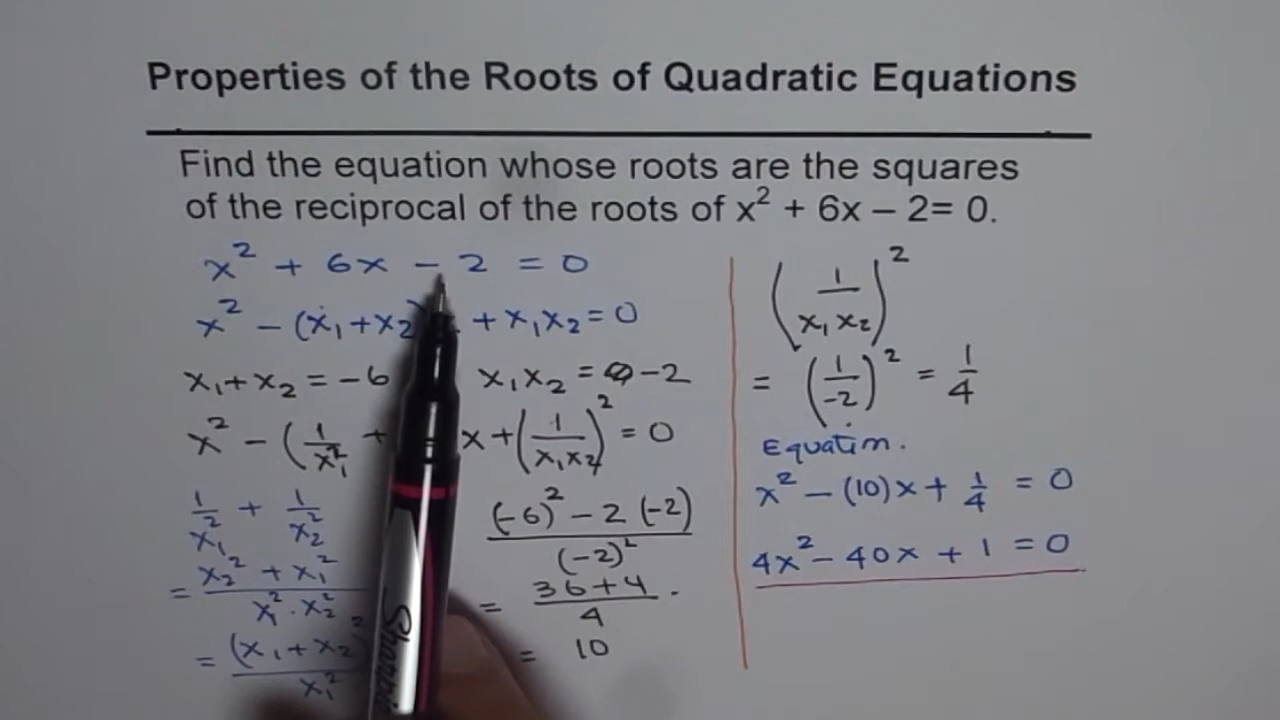 Properties of the Roots of Quadratic Equations
Find the equation whose roots are the squares
of the reciprocal of the roots of x² + 6x – 2= 0.
x² + 6x - 2 = 0
x² - (x₁+x₂) + x₁x₂ = 0
x₁+x₂ = -6 x₁x₂ = -2
x² - (1/x₁² + x + (1/x₁x₂)² = 0
1/x₁² + 1/x₂²
= x₂² + x₁² / x₁² · x₂²
= (x₁+x₂ ² / x₁²
(-6)² - 2 (-2) / (-2)²
= 36+4 / 4 .
= 10
(1/x₁x₂)²
= (1/-2)² = 1/4
Equation.
x² - (10)x + 1/4 = 0
4x² - 40x + 1 = 0